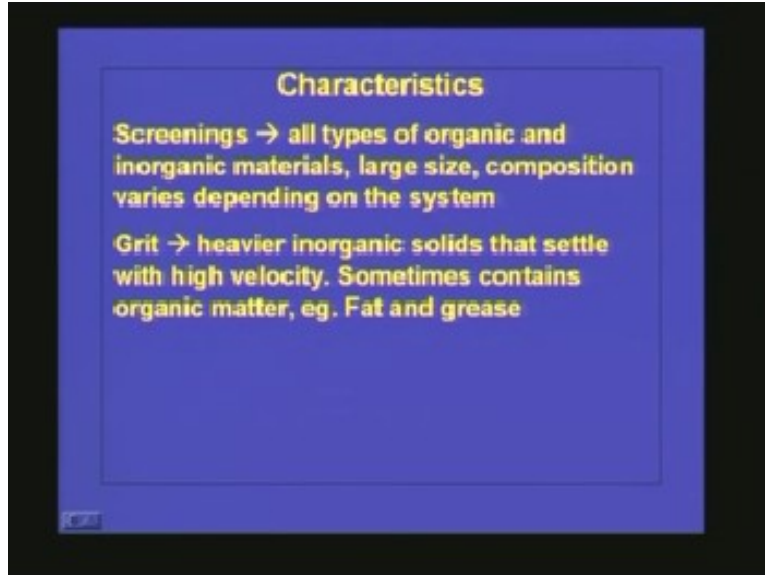 Characteristics
Screenings → all types of organic and
inorganic materials, large size, composition
varies depending on the system
Grit → heavier inorganic solids that settle
with high velocity. Sometimes contains
organic matter, eg. Fat and grease